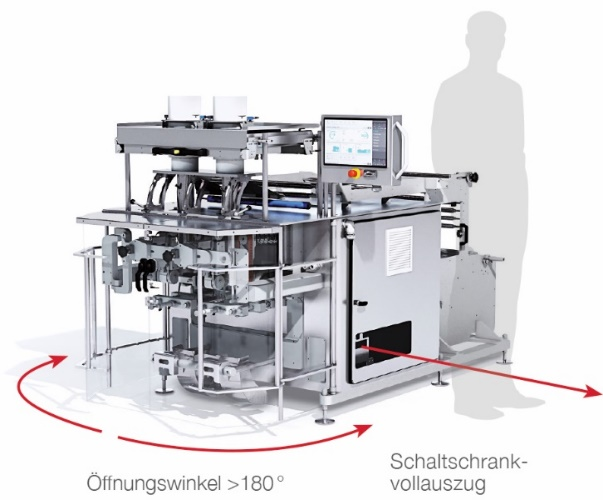 Öffnungswinkel >180°
Schaltschrank-
vollauszug